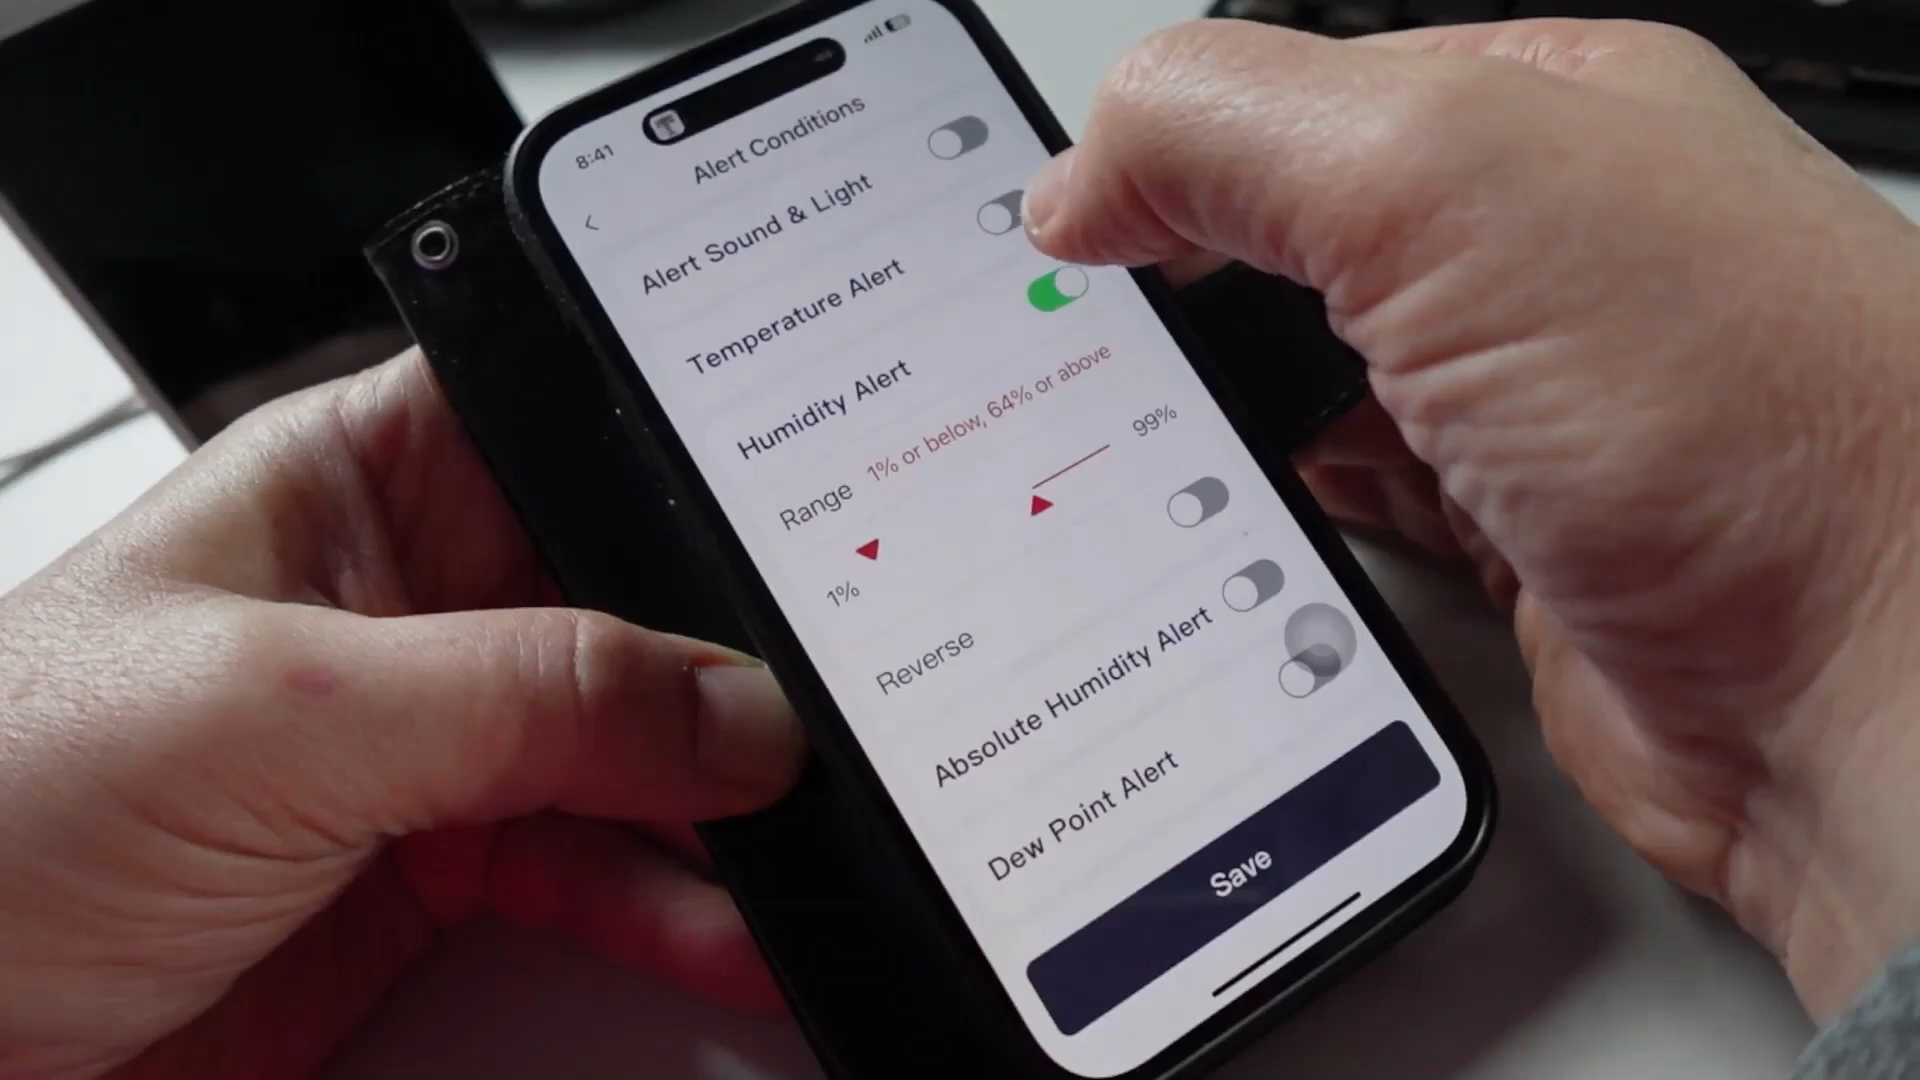 8:41
Alert Conditions
<
Alert Sound & Light
Temperature Alert
Humidity Alert
Range 1% or below, 64% or above
1% 99%
Reverse
Absolute Humidity Alert
Dew Point Alert
Save